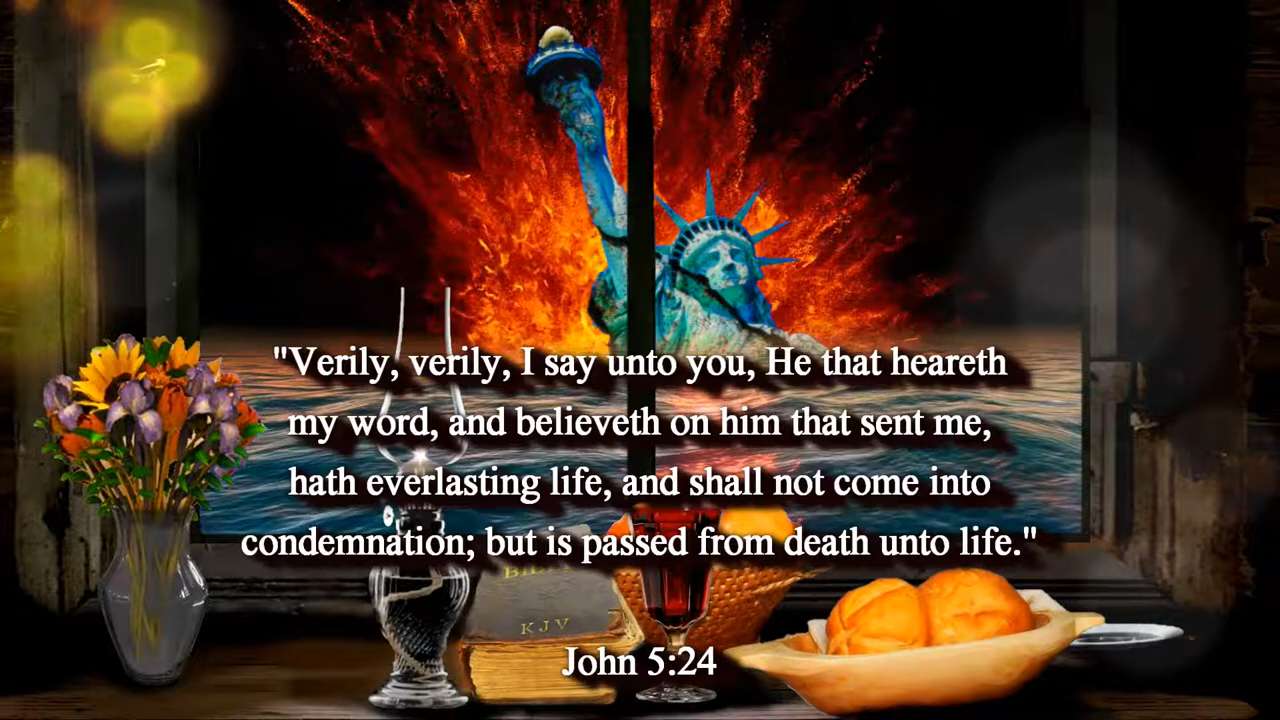 "Verily, verily, I say unto you, He that heareth
my word, and believeth on him that sent me,
hath everlasting life, and shall not come into
condemnation; but is passed from death unto life."
KJV
John 5:24